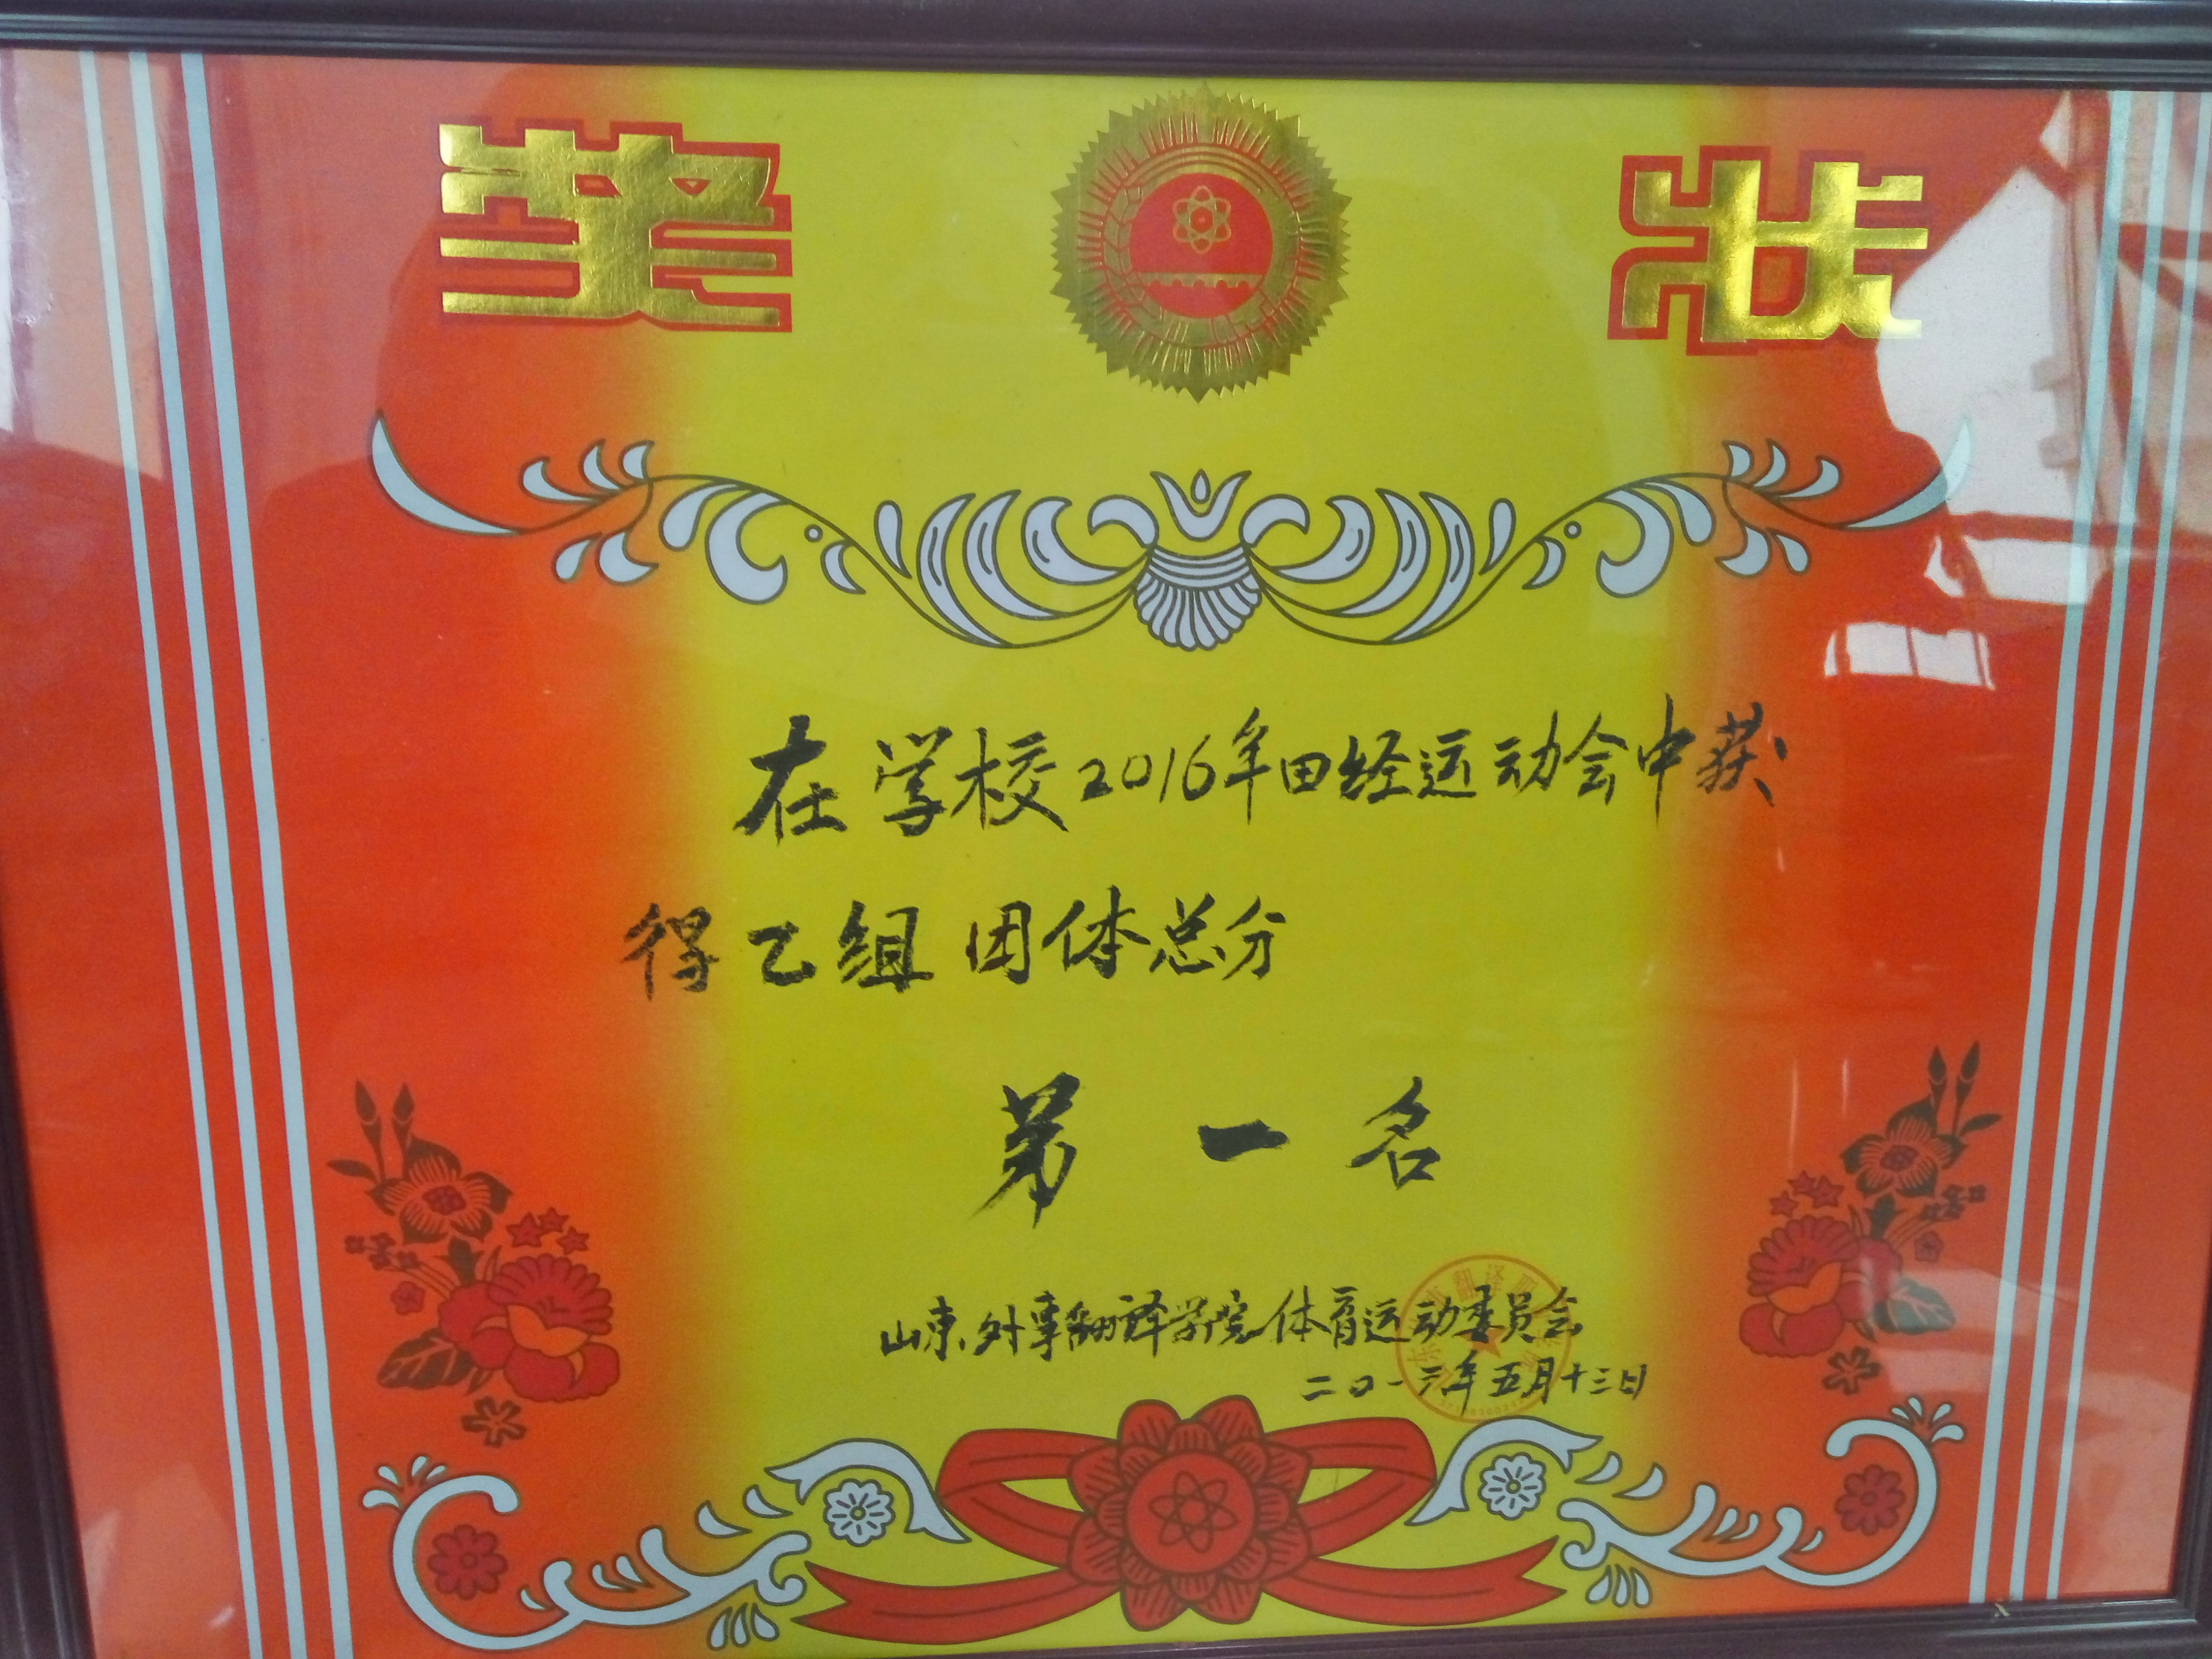 奖 状
在学校2016年田经运动会中获
得乙组 团体总分
第 一 名
山东外事翻译学院体育运动委员会
二〇一六年五月十三日